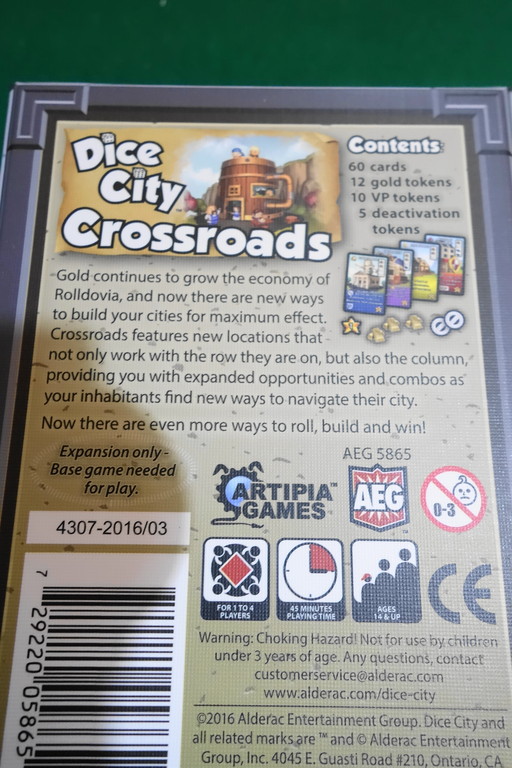 Dice
City
Crossroads
Contents
60 cards
12 gold tokens
10 VP tokens
5 deactivation
tokens
Gold continues to grow the economy of
Rolldovia, and now there are new ways
to build your cities for maximum effect.
Crossroads features new locations that
not only work with the row they are on, but also the column,
providing you with expanded opportunities and combos as
your inhabitants find new ways to navigate their city.
Now there are even more ways to roll, build and win!
Expansion only -
Base game needed
for play.
AEG 5865
ARTIPIA™
GAMES
AEG
0-3
4307-2016/03
FOR 1 TO 4
PLAYERS
45 MINUTES
PLAYING TIME
AGES
14 & UP
CE
7
29220 05865
Warning: Choking Hazard! Not for use by children
under 3 years of age. Any questions, contact
customerservice@alderac.com
www.alderac.com/dice-city
©2016 Alderac Entertainment Group. Dice City and
all related marks are ™ and © Alderac Entertainment
Group, Inc. 4045 E. Guasti Road #210, Ontario, CA